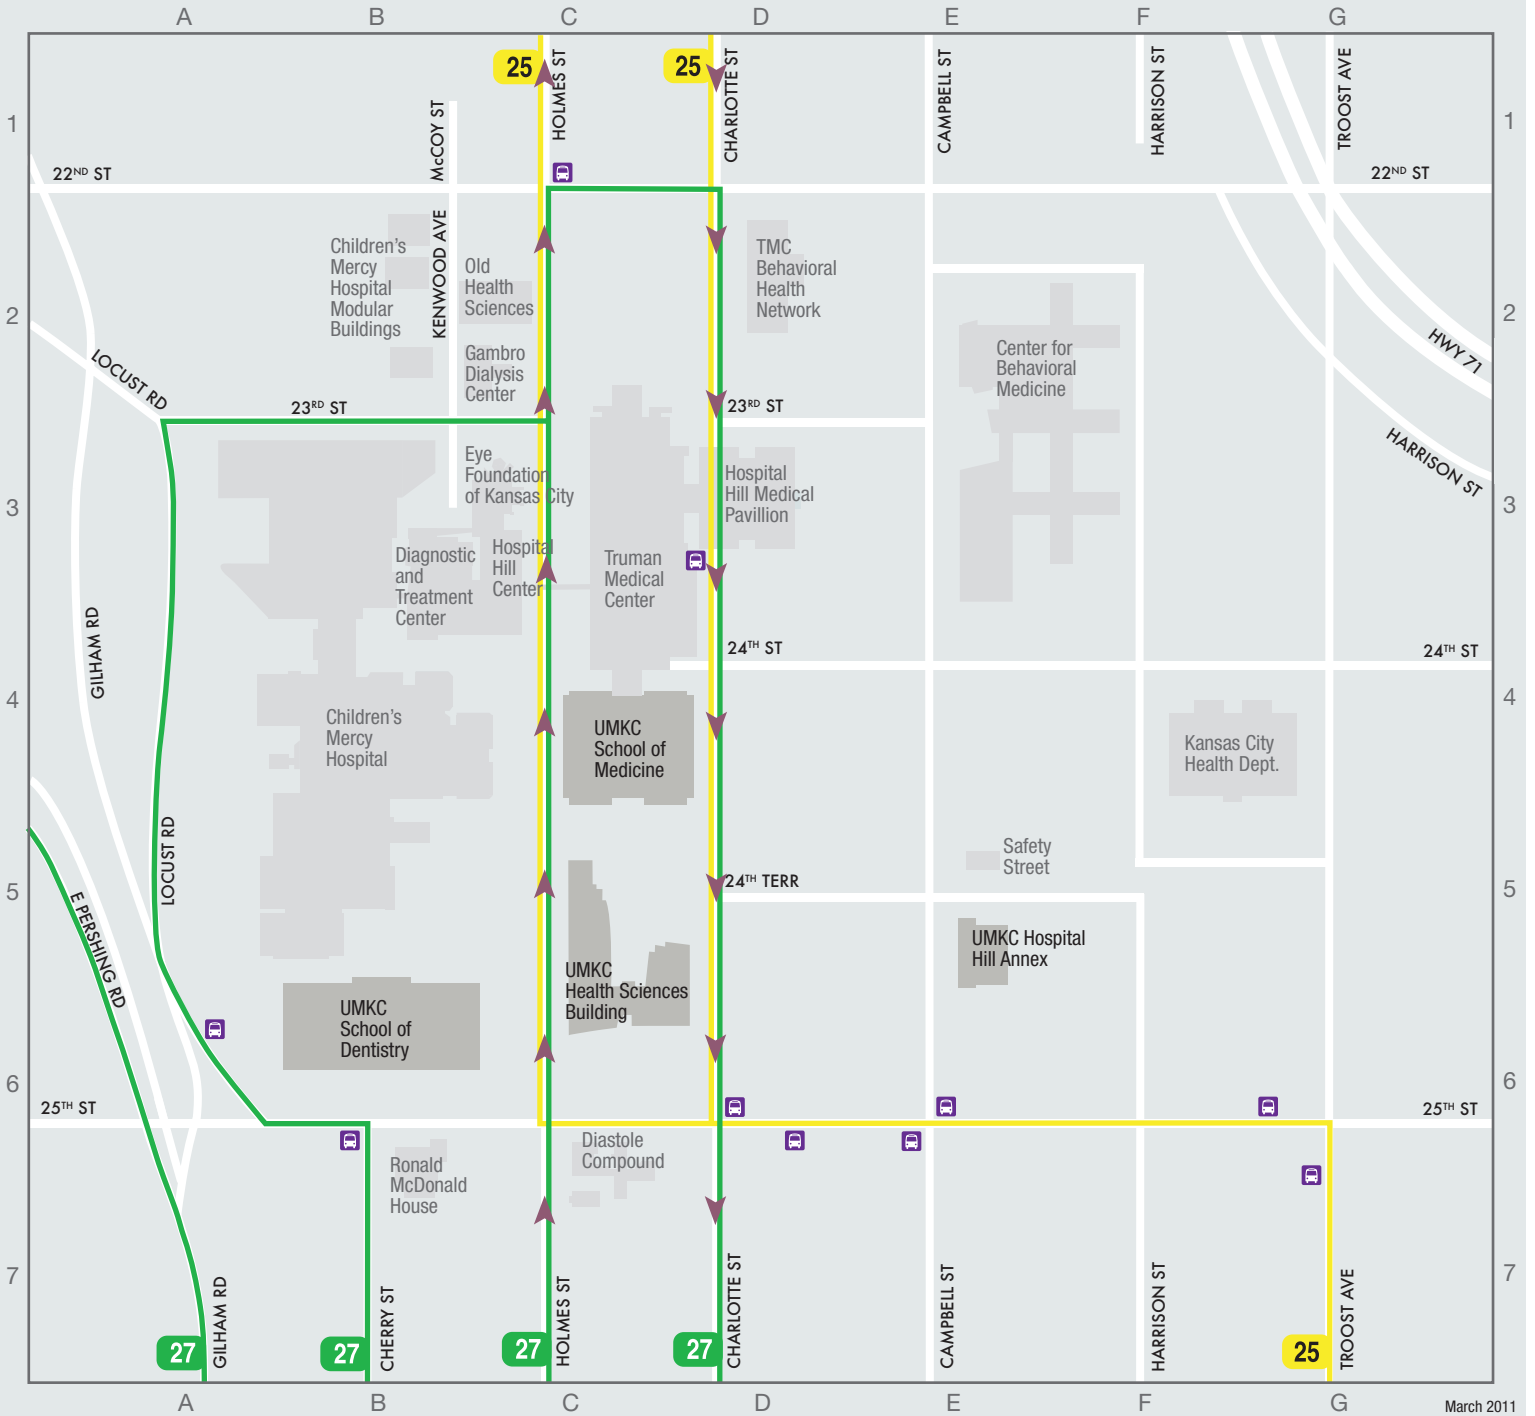 A B C D E F G
25
25
HOLMES ST
CHARLOTTE ST
CAMPBELL ST
HARRISON ST
TROOST AVE
McCOY ST
1
1
22ND ST
22ND ST
KENWOOD AVE
Children's
Mercy
Hospital
Modular
Buildings
Old
Health
Sciences
TMC
Behavioral
Health
Network
2
2
Gambro
Dialysis
Center
Center for
Behavioral
Medicine
HWY 71
LOCUST RD
23RD ST
23RD ST
HARRISON ST
Eye
Foundation
of Kansas City
Hospital
Hill Medical
Pavillion
3
3
Diagnostic
and
Treatment
Center
Hospital
Hill
Center
Truman
Medical
Center
GILHAM RD
24TH ST
24TH ST
4
4
Children's
Mercy
Hospital
UMKC
School of
Medicine
Kansas City
Health Dept.
LOCUST RD
Safety
Street
24TH TERR
5
5
E PERSHING RD
UMKC Hospital
Hill Annex
UMKC
Health Sciences
Building
UMKC
School of
Dentistry
6
6
25TH ST
25TH ST
Diastole
Compound
Ronald
McDonald
House
7
7
GILHAM RD
CHERRY ST
HOLMES ST
CHARLOTTE ST
CAMPBELL ST
HARRISON ST
TROOST AVE
27
27
27
27
25
A B C D E F G
March 2011